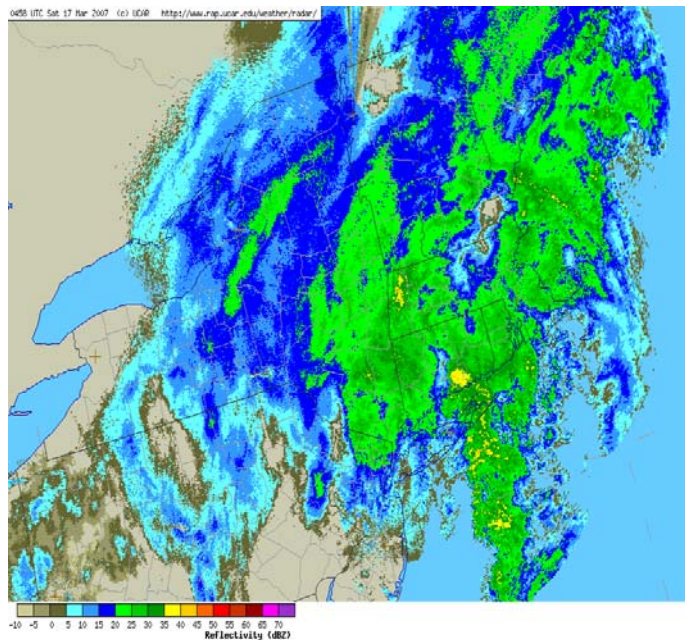 0458 UTC Sat 17 Mar 2007 (c) UCAR http://www.rap.ucar.edu/weather/radar/
-10 -5 0 5 10 15 20 25 30 35 40 45 50 55 60 65 70
Reflectivity (dBZ)